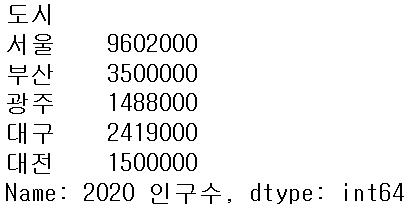 도시
서울    9602000
부산    3500000
광주    1488000
대구    2419000
대전    1500000
Name: 2020 인구수, dtype: int64